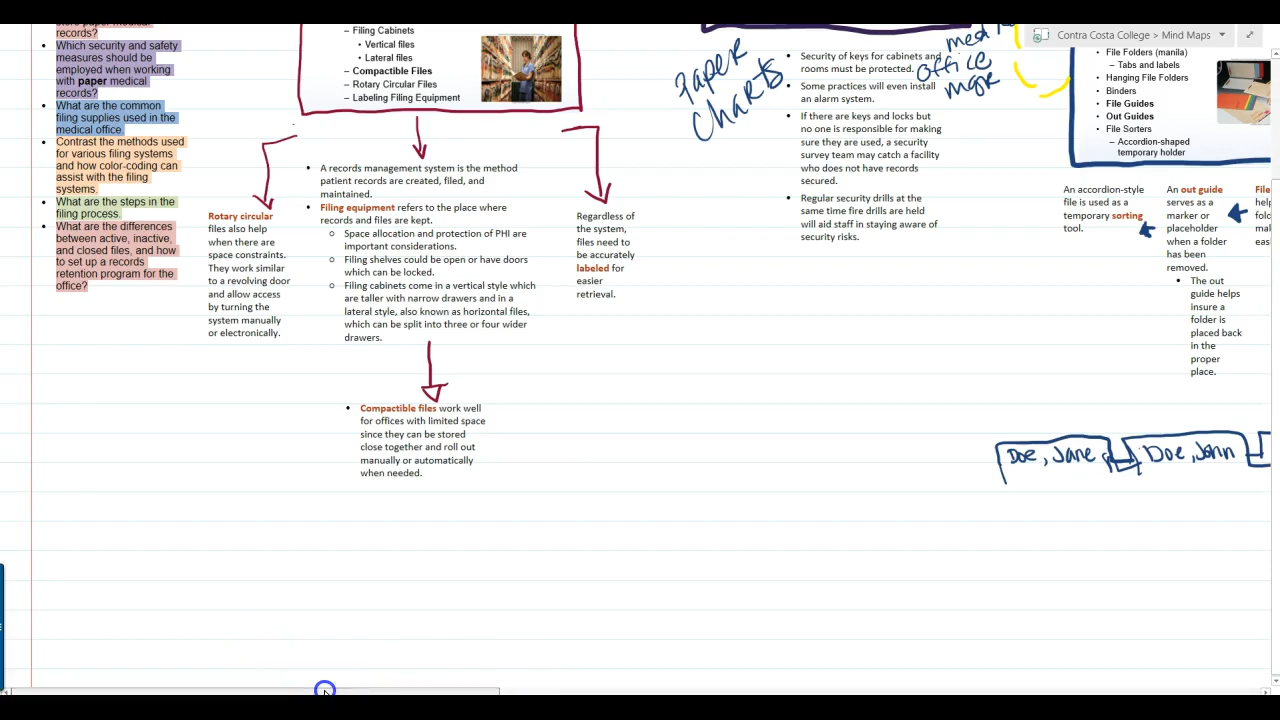 records?
Which security and safety
measures should be
employed when working
with paper medical
records?
What are the common
filing supplies used in the
medical office.
Contrast the methods used
for various filing systems
and how color-coding can
assist with the filing
systems.
What are the steps in the
filing process.
What are the differences
between active, inactive,
and closed files, and how
to set up a records
retention program for the
office?
– Filing Cabinets
• Vertical files
• Lateral files
– Compactible Files
– Rotary Circular Files
– Labeling Filing Equipment
Rotary circular
files also help
when there are
space constraints.
They work similar
to a revolving door
and allow access
by turning the
system manually
or electronically.
• A records management system is the method
patient records are created, filed, and
maintained.
• Filing equipment refers to the place where
records and files are kept.
○ Space allocation and protection of PHI are
important considerations.
○ Filing shelves could be open or have doors
which can be locked.
○ Filing cabinets come in a vertical style which
are taller with narrow drawers and in a
lateral style, also known as horizontal files,
which can be split into three or four wider
drawers.
• Compactible files work well
for offices with limited space
since they can be stored
close together and roll out
manually or automatically
when needed.
Regardless of
the system,
files need to
be accurately
labeled for
easier
retrieval.
Paper
Charts
• Security of keys for cabinets and
rooms must be protected.
• Some practices will even install
an alarm system.
• If there are keys and locks but
no one is responsible for making
sure they are used, a security
survey team may catch a facility
who does not have records
secured.
• Regular security drills at the
same time fire drills are held
will aid staff in staying aware of
security risks.
office
Contra Costa College > Mind Maps
• File Folders (manila)
– Tabs and labels
• Hanging File Folders
• Binders
• File Guides
• Out Guides
• File Sorters
– Accordion-shaped
temporary holder
An accordion-style
file is used as a
temporary sorting
tool.
An out guide
serves as a
marker or
placeholder
when a folder
has been
removed.
• The out
guide helps
insure a
folder is
placed back
in the
proper
place.
File
help
fold
mak
eas
Doe, Jane
Doe, John